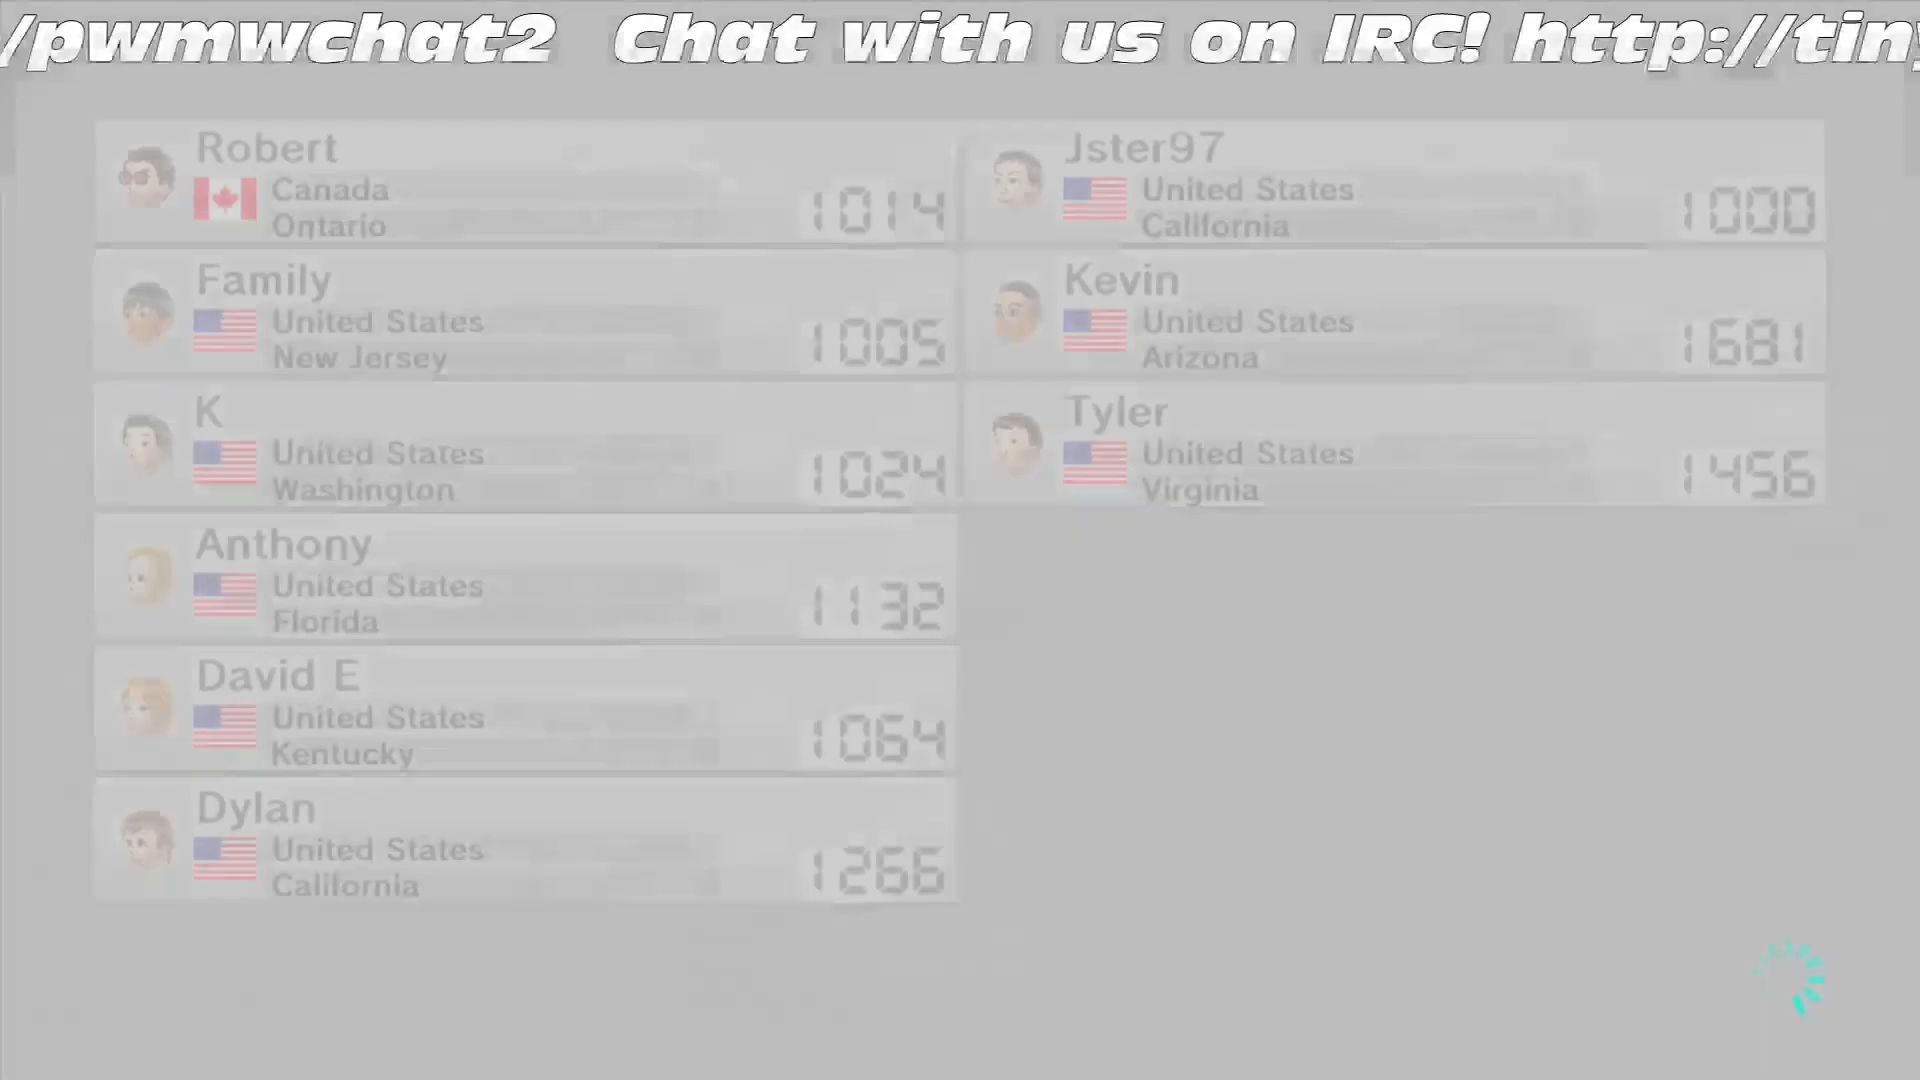 /pwmwchat2 Chat with us on IRC! http://tiny
Robert
Canada
Ontario
1014
Family
United States
New Jersey
1005
K
United States
Washington
1024
Anthony
United States
Florida
1132
David E
United States
Kentucky
1064
Dylan
United States
California
1266
Jster97
United States
California
1000
Kevin
United States
Arizona
1681
Tyler
United States
Virginia
1456